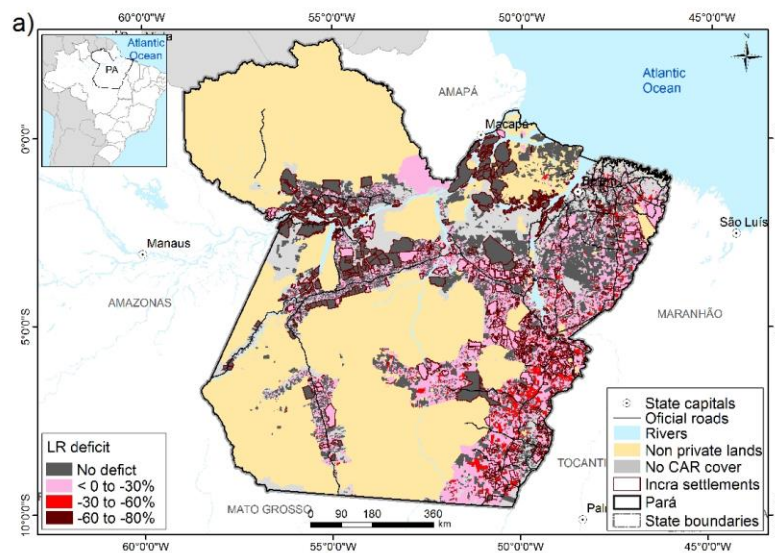 a)
60°0'0"W 55°0'0"W 50°0'0"W 45°0'0"W
Atlantic
Ocean
PA
AMAPÁ
Macapá
Atlantic
Ocean
0°0'0"
São Luís
Manaus
AMAZONAS
MARANHÃO
5°0'0"S
LR deficit
No deficit
< 0 to -30%
-30 to -60%
-60 to -80%
State capitals
Oficial roads
Rivers
Non private lands
No CAR cover
Incra settlements
Pará
State boundaries
TOCANTI
MATO GROSSO
0 90 180 360
km
10°0'0"S
60°0'0"W 55°0'0"W 50°0'0"W 45°0'0"W